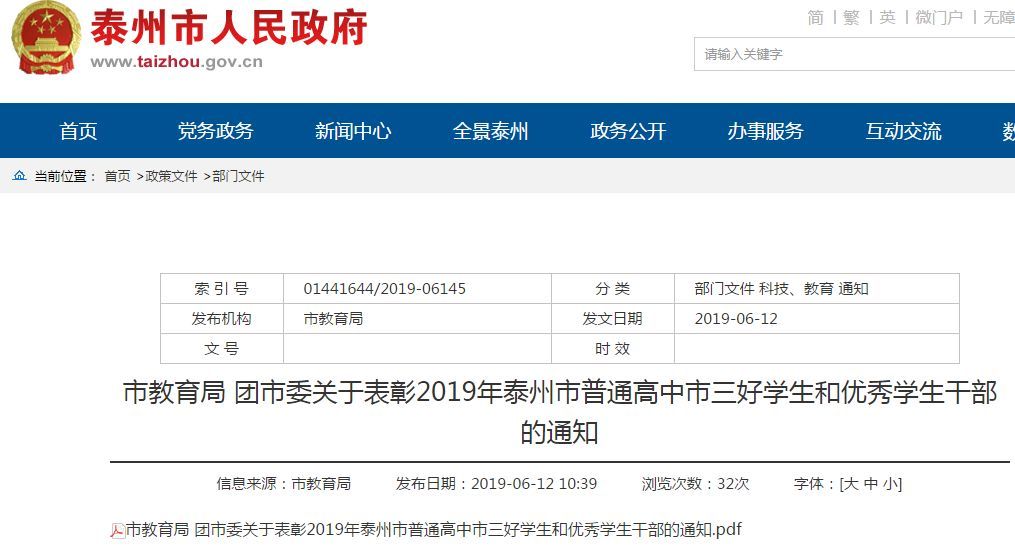 泰州市人民政府
www.taizhou.gov.cn
简 | 繁 | 英 | 微门户 | 无障
请输入关键字
首页 党务政务 新闻中心 全景泰州 政务公开 办事服务 互动交流 数
当前位置： 首页 >政策文件 >部门文件
索 引 号 01441644/2019-06145 分 类 部门文件 科技、教育 通知
发布机构 市教育局 发文日期 2019-06-12
文 号 时 效
市教育局 团市委关于表彰2019年泰州市普通高中市三好学生和优秀学生干部
的通知
信息来源：市教育局 发布日期：2019-06-12 10:39 浏览次数：32次 字体：[大 中 小]
市教育局 团市委关于表彰2019年泰州市普通高中市三好学生和优秀学生干部的通知.pdf